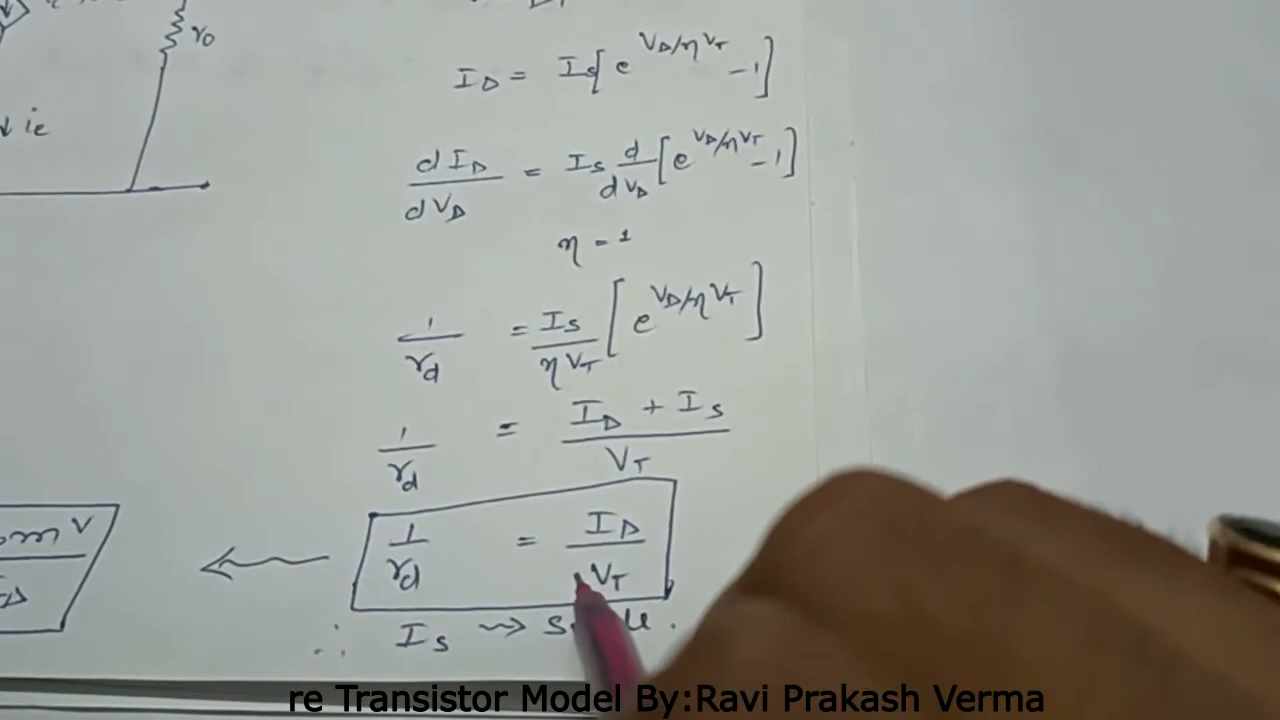 r₀
I_D = I_s[e^{V_D/ηV_T} - 1]
↓ ie
dI_D/dV_D = I_s d/dV_D [e^{V_D/ηV_T} - 1]
η = 1
1/r_d = I_s/ηV_T [e^{V_D/ηV_T}]
1/r_d = I_D + I_s/V_T
1/r_d = I_D/V_T
∴ I_s ⇝
re Transistor Model By:Ravi Prakash Verma